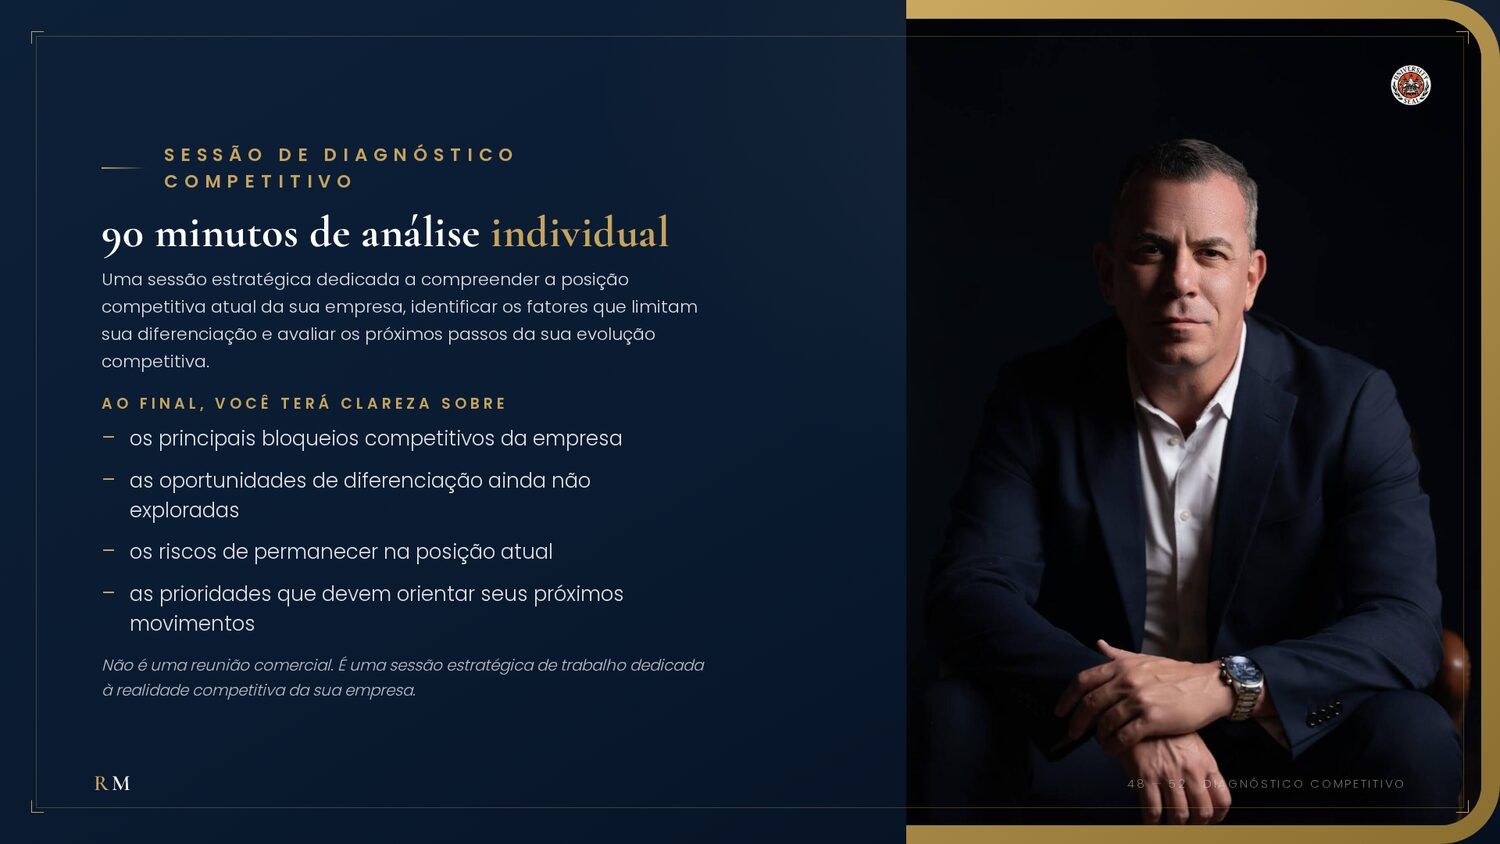 SESSÃO DE DIAGNÓSTICO
COMPETITIVO
90 minutos de análise individual
Uma sessão estratégica dedicada a compreender a posição
competitiva atual da sua empresa, identificar os fatores que limitam
sua diferenciação e avaliar os próximos passos da sua evolução
competitiva.
AO FINAL, VOCÊ TERÁ CLAREZA SOBRE
– os principais bloqueios competitivos da empresa
– as oportunidades de diferenciação ainda não
exploradas
– os riscos de permanecer na posição atual
– as prioridades que devem orientar seus próximos
movimentos
Não é uma reunião comercial. É uma sessão estratégica de trabalho dedicada
à realidade competitiva da sua empresa.
RM
48 — 52 DIAGNÓSTICO COMPETITIVO
UNIVERSITY
SEAL